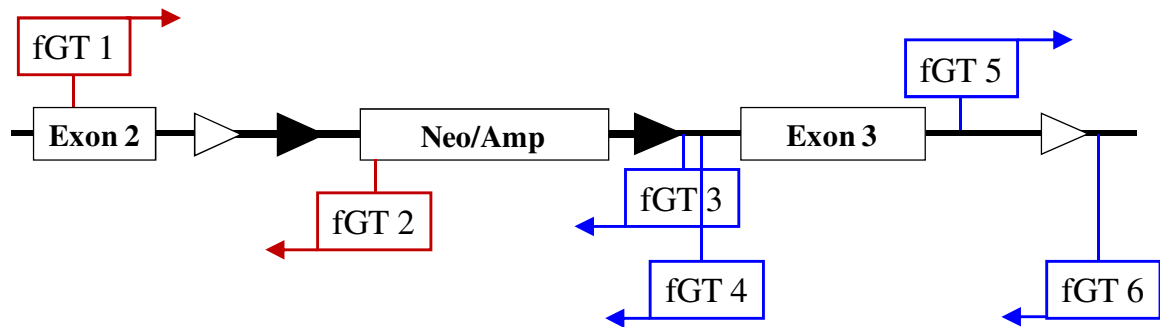 fGT 1
fGT 5
Exon 2
Neo/Amp
Exon 3
fGT 2
fGT 3
fGT 4
fGT 6